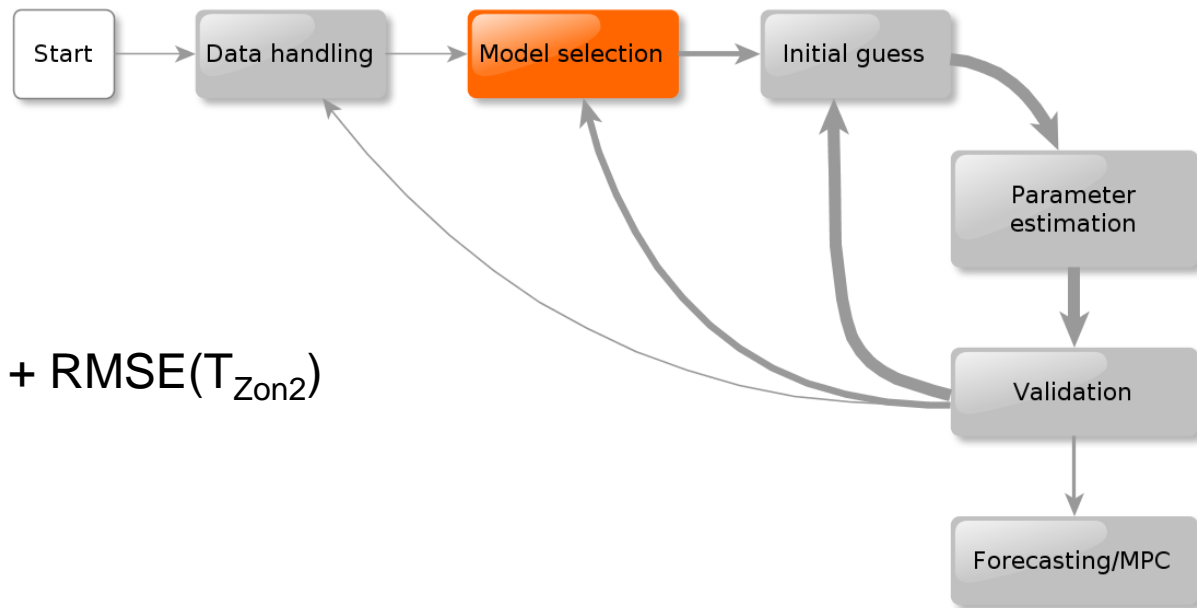 Start
Data handling
Model selection
Initial guess
Parameter
estimation
+ RMSE(T_Zon2)
Validation
Forecasting/MPC